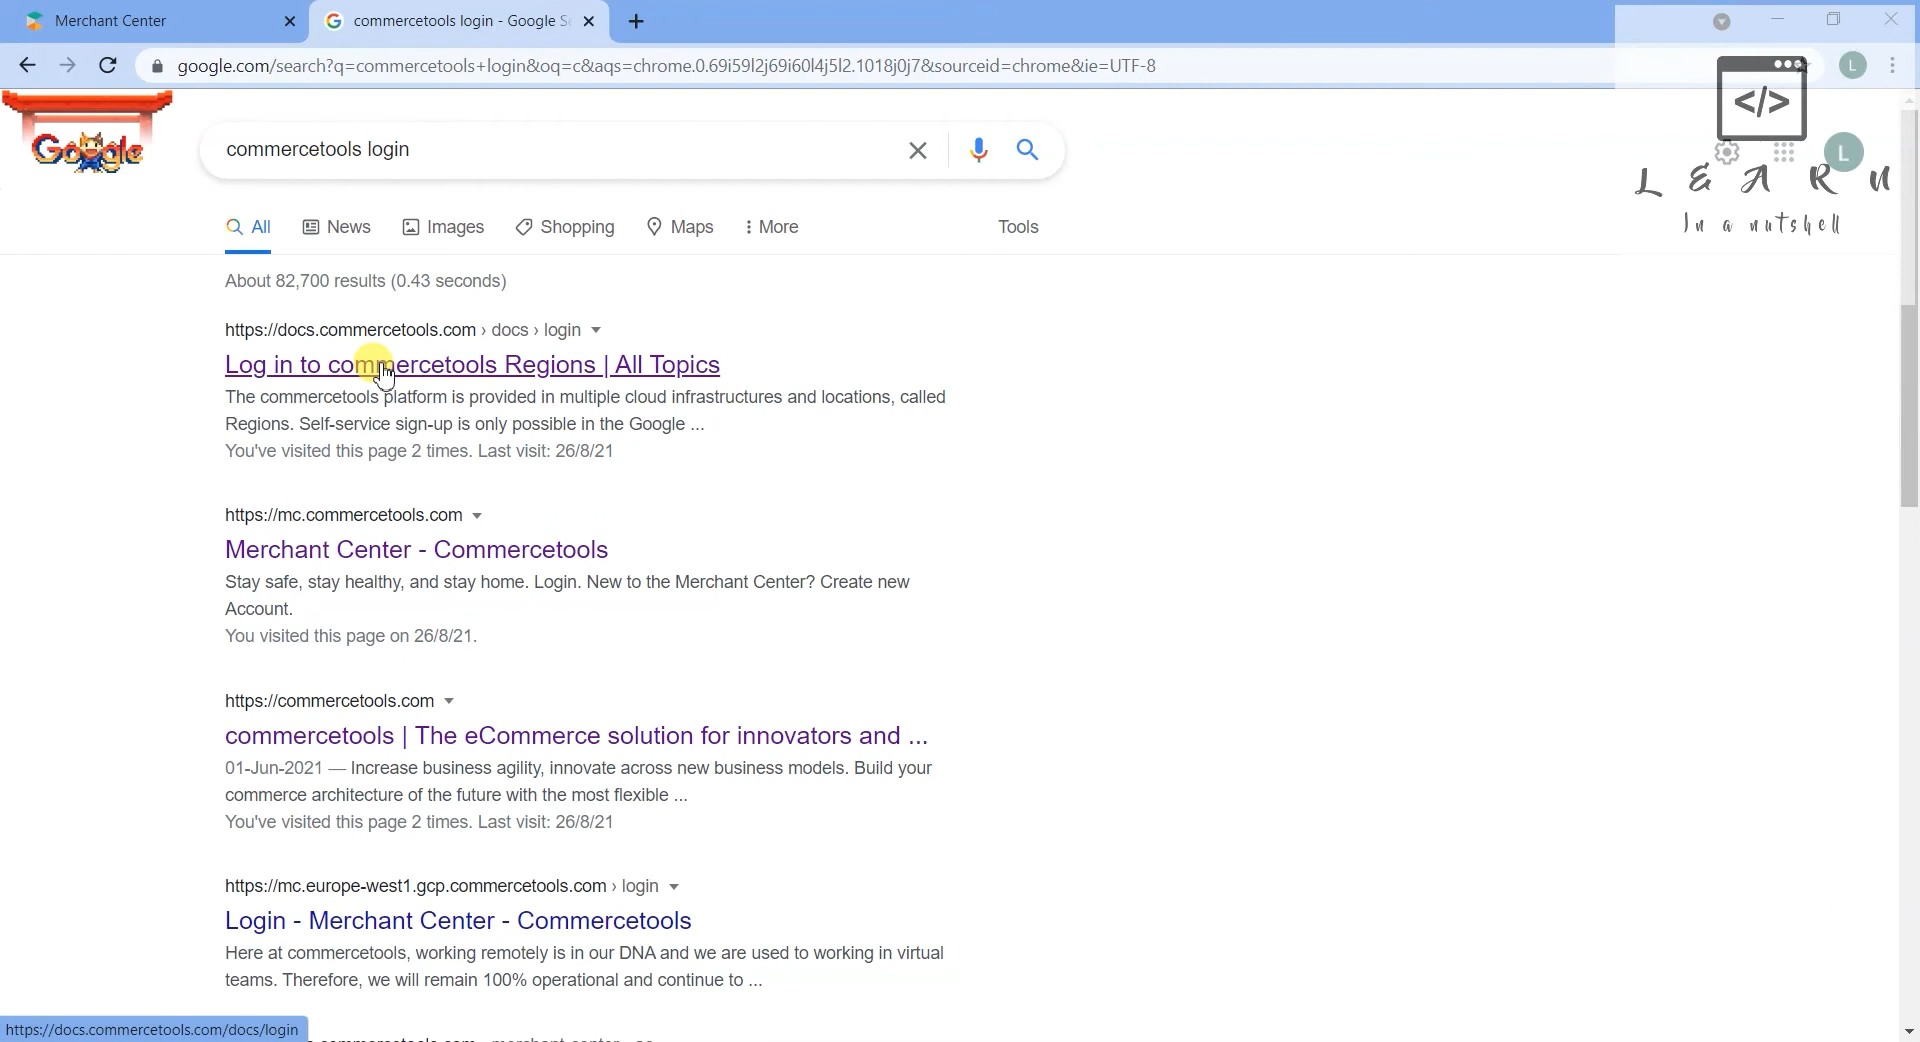 Merchant Center
commercetools login - Google Se
google.com/search?q=commercetools+login&oq=c&aqs=chrome.0.69i59l2j69i60l4j5l2.1018j0j7&sourceid=chrome&ie=UTF-8
L
Google
commercetools login
</>
L
L E A R N
In a nutshell
All
News
Images
Shopping
Maps
More
Tools
About 82,700 results (0.43 seconds)
https://docs.commercetools.com › docs › login
Log in to commercetools Regions | All Topics
The commercetools platform is provided in multiple cloud infrastructures and locations, called
Regions. Self-service sign-up is only possible in the Google ...
You've visited this page 2 times. Last visit: 26/8/21
https://mc.commercetools.com
Merchant Center - Commercetools
Stay safe, stay healthy, and stay home. Login. New to the Merchant Center? Create new
Account.
You visited this page on 26/8/21.
https://commercetools.com
commercetools | The eCommerce solution for innovators and ...
01-Jun-2021 — Increase business agility, innovate across new business models. Build your
commerce architecture of the future with the most flexible ...
You've visited this page 2 times. Last visit: 26/8/21
https://mc.europe-west1.gcp.commercetools.com › login
Login - Merchant Center - Commercetools
Here at commercetools, working remotely is in our DNA and we are used to working in virtual
teams. Therefore, we will remain 100% operational and continue to ...
https://docs.commercetools.com/docs/login